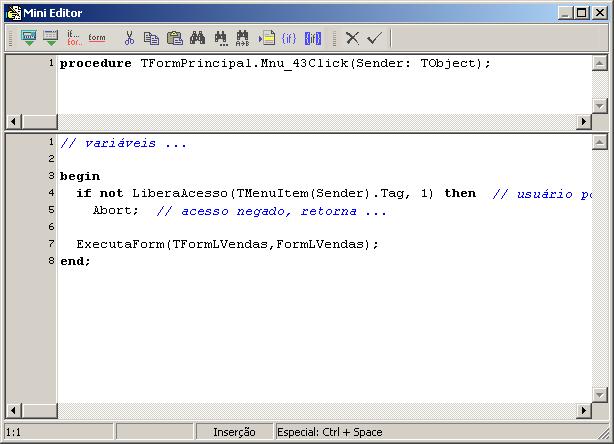 Mini Editor
if... for.. form A→B {if} {if}
1 procedure TFormPrincipal.Mnu_43Click(Sender: TObject);
1 // variáveis ...
2
3 begin
4 if not LiberaAcesso(TMenuItem(Sender).Tag, 1) then // usuário po
5 Abort; // acesso negado, retorna ...
6
7 ExecutaForm(TFormLVendas,FormLVendas);
8 end;
1:1 Inserção Especial: Ctrl + Space